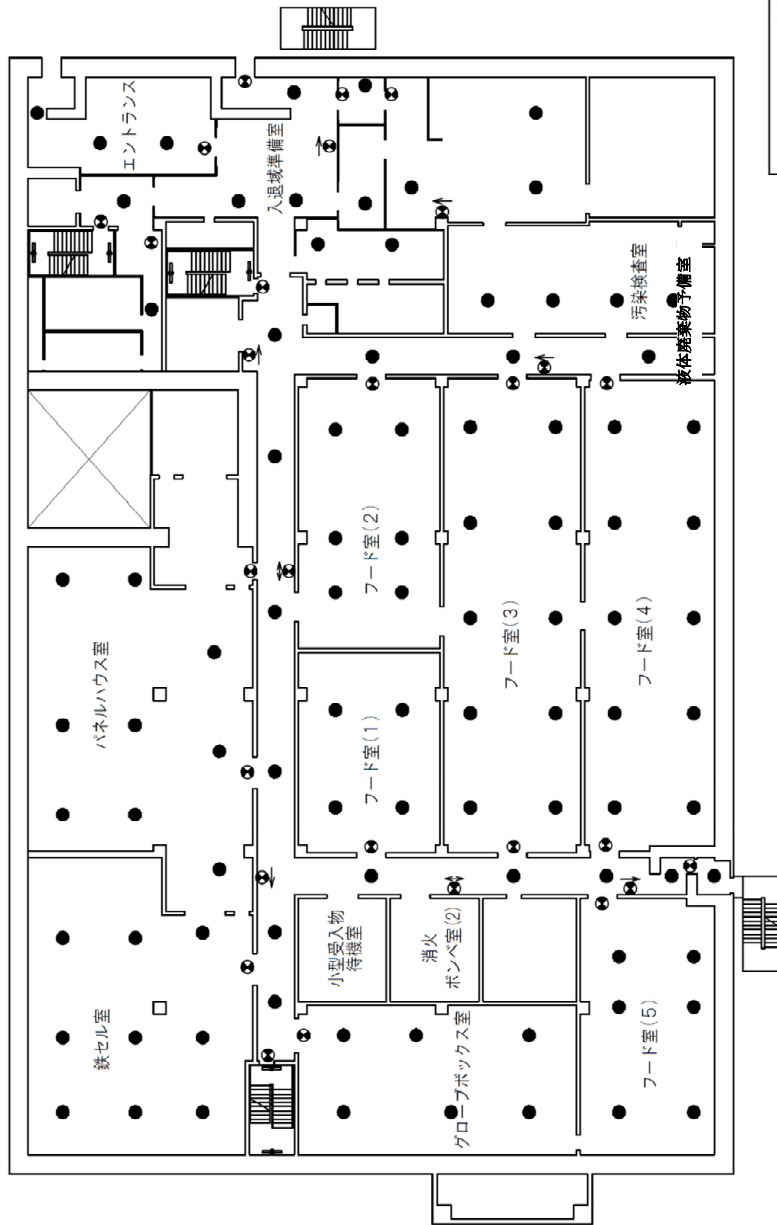 エントランス
入退域準備室
汚染検査室
液体廃棄物予備室
パネルハウス室
フード室(2)
フード室(3)
フード室(4)
フード室(1)
鉄セル室
小型受入物
待機室
消火
ボンベ室(2)
グローブボックス室
フード室(5)